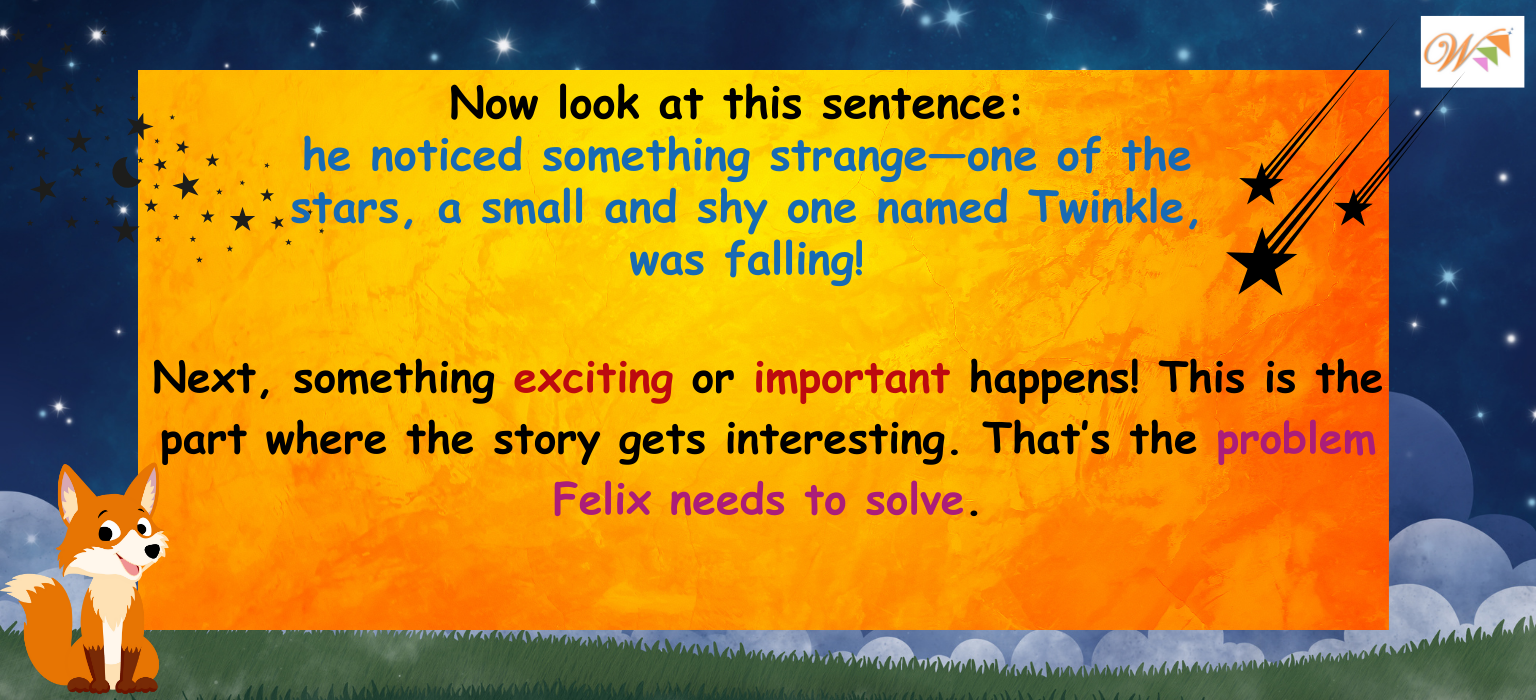 Now look at this sentence:
he noticed something strange—one of the
stars, a small and shy one named Twinkle,
was falling!
Next, something exciting or important happens! This is the
part where the story gets interesting. That's the problem
Felix needs to solve.
W